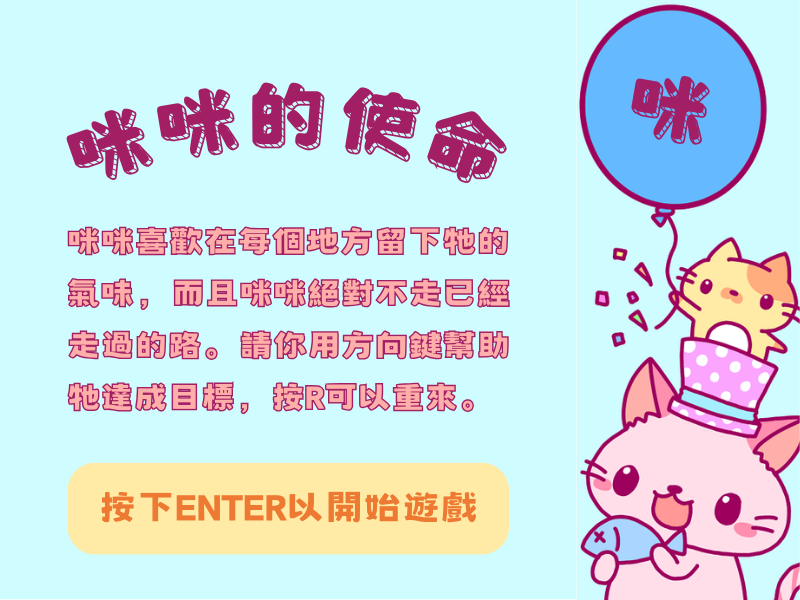 咪咪的使命
咪
咪咪喜歡在每個地方留下牠的
氣味，而且咪咪絕對不走已經
走過的路。請你用方向鍵幫助
牠達成目標，按R可以重來。
按下ENTER以開始遊戲